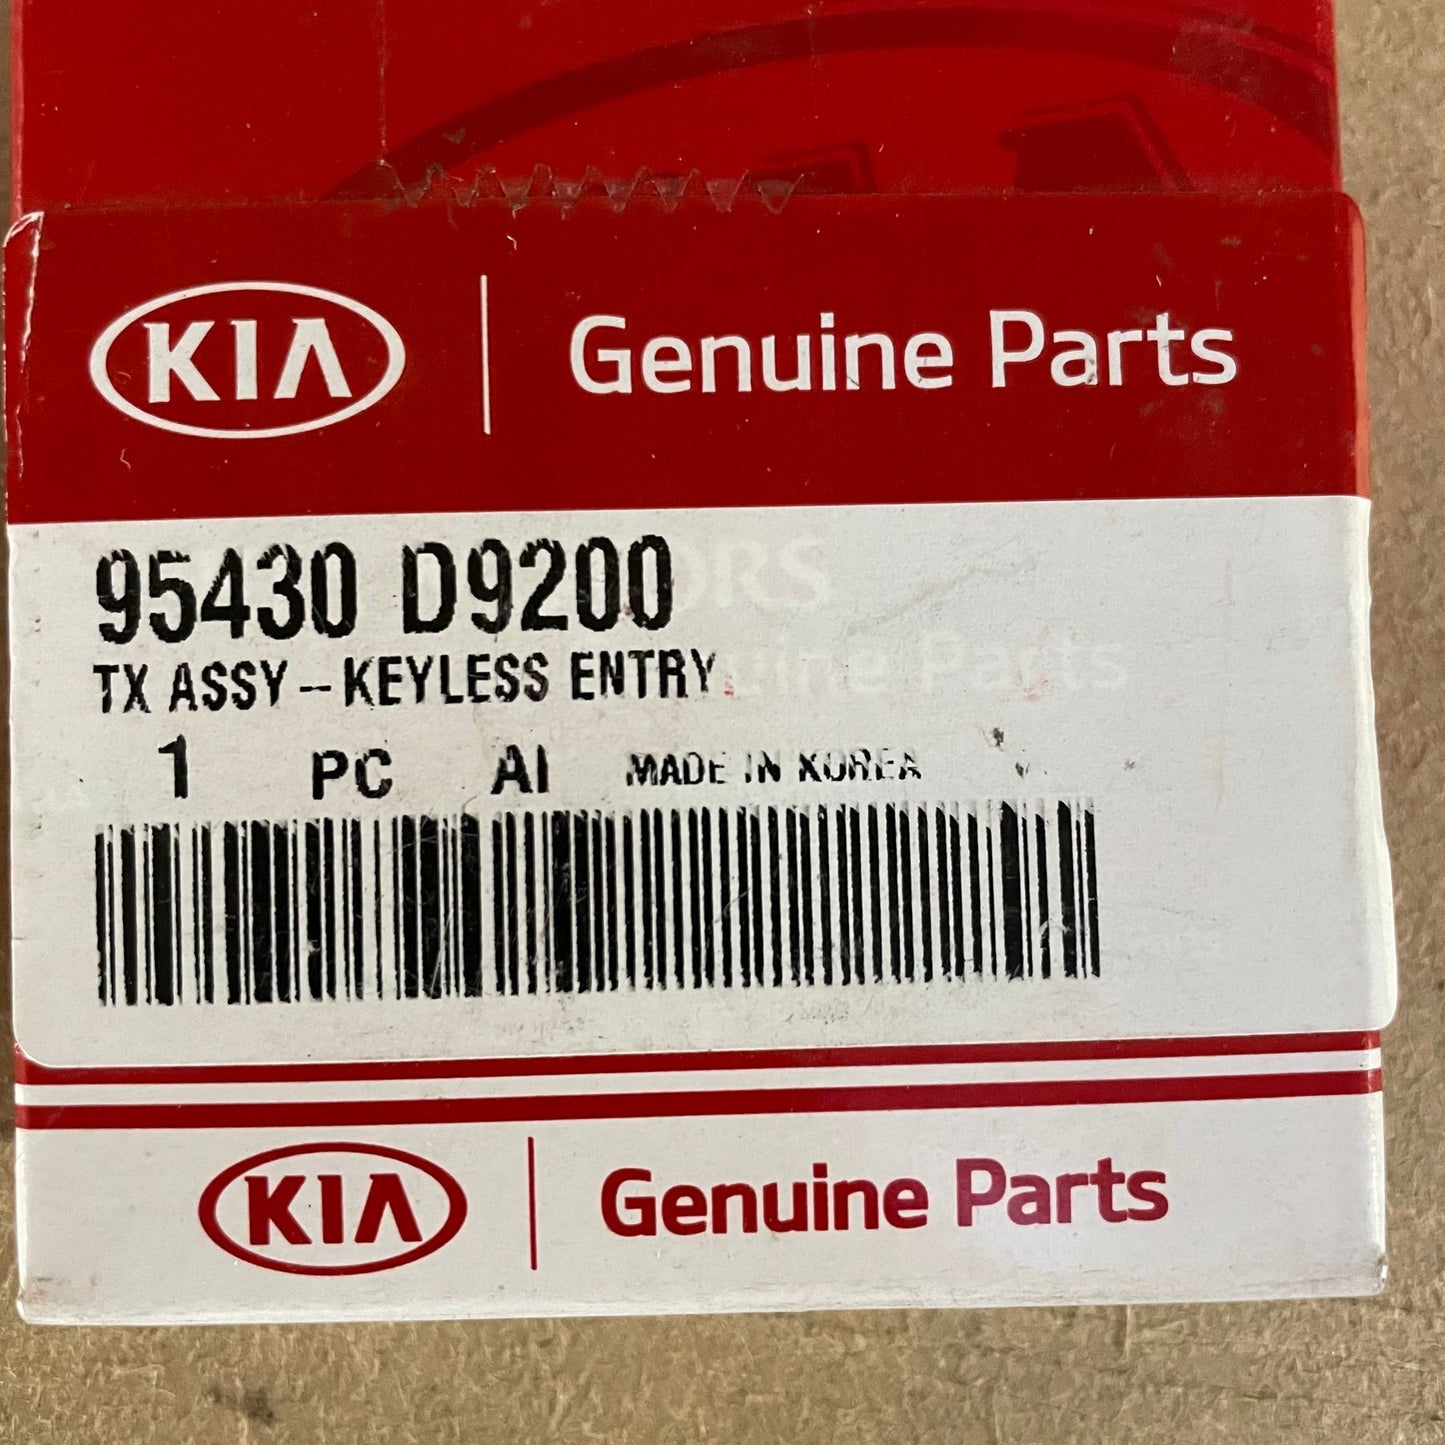 KIA Genuine Parts
95430 D9200
TX ASSY-KEYLESS ENTRY
1 PC AI MADE IN KOREA
KIA Genuine Parts